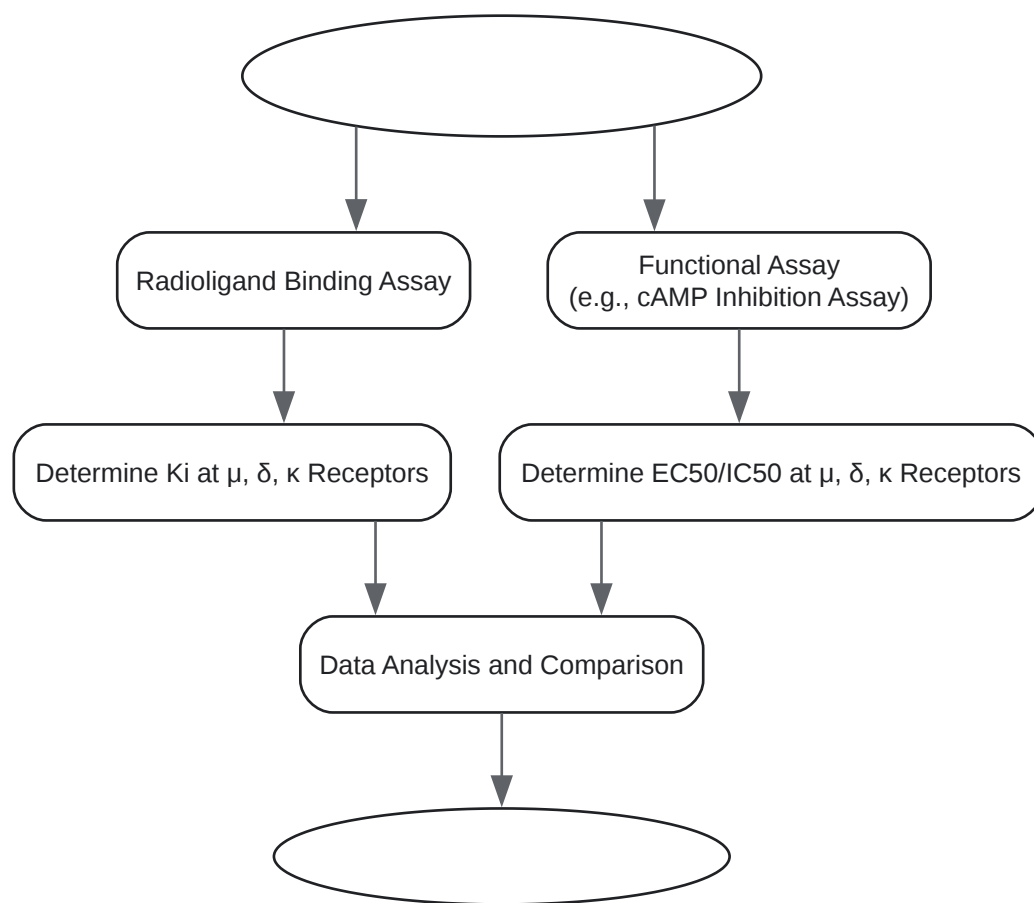 Radioligand Binding Assay
Functional Assay
(e.g., cAMP Inhibition Assay)
Determine Ki at μ, δ, κ Receptors
Determine EC50/IC50 at μ, δ, κ Receptors
Data Analysis and Comparison